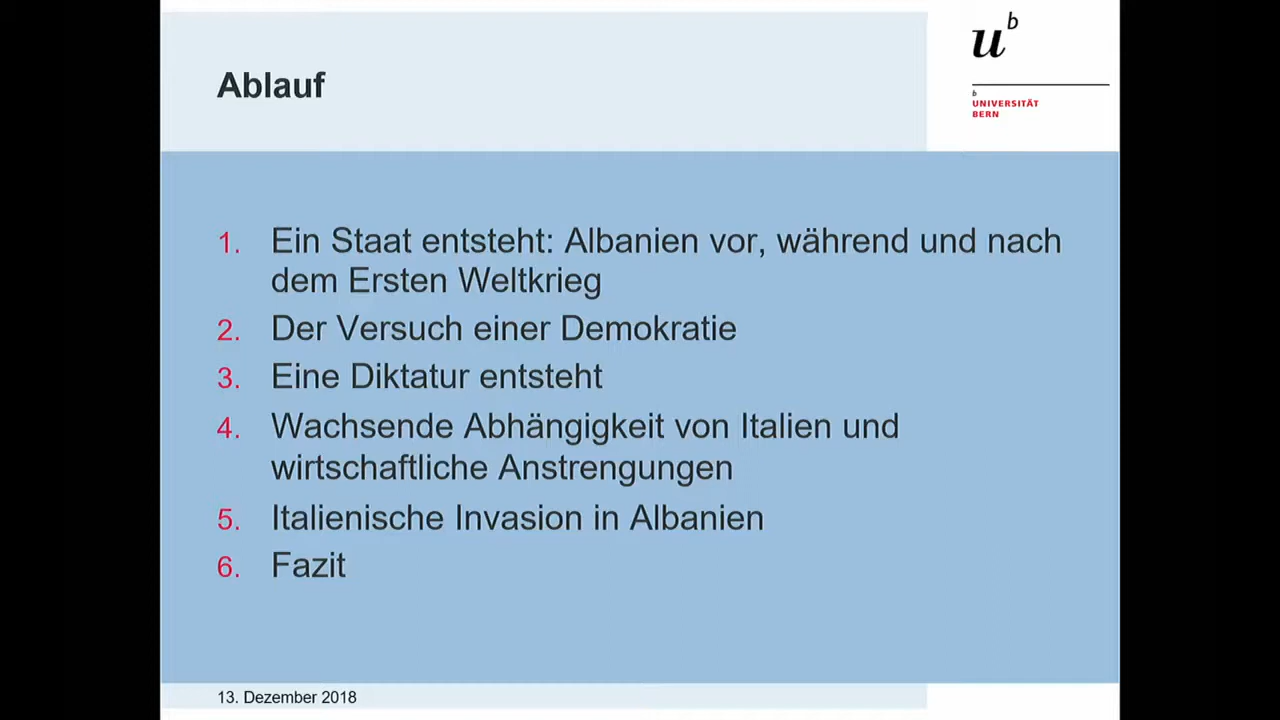 Ablauf
u^b
b
UNIVERSITÄT
BERN
1. Ein Staat entsteht: Albanien vor, während und nach
dem Ersten Weltkrieg
2. Der Versuch einer Demokratie
3. Eine Diktatur entsteht
4. Wachsende Abhängigkeit von Italien und
wirtschaftliche Anstrengungen
5. Italienische Invasion in Albanien
6. Fazit
13. Dezember 2018